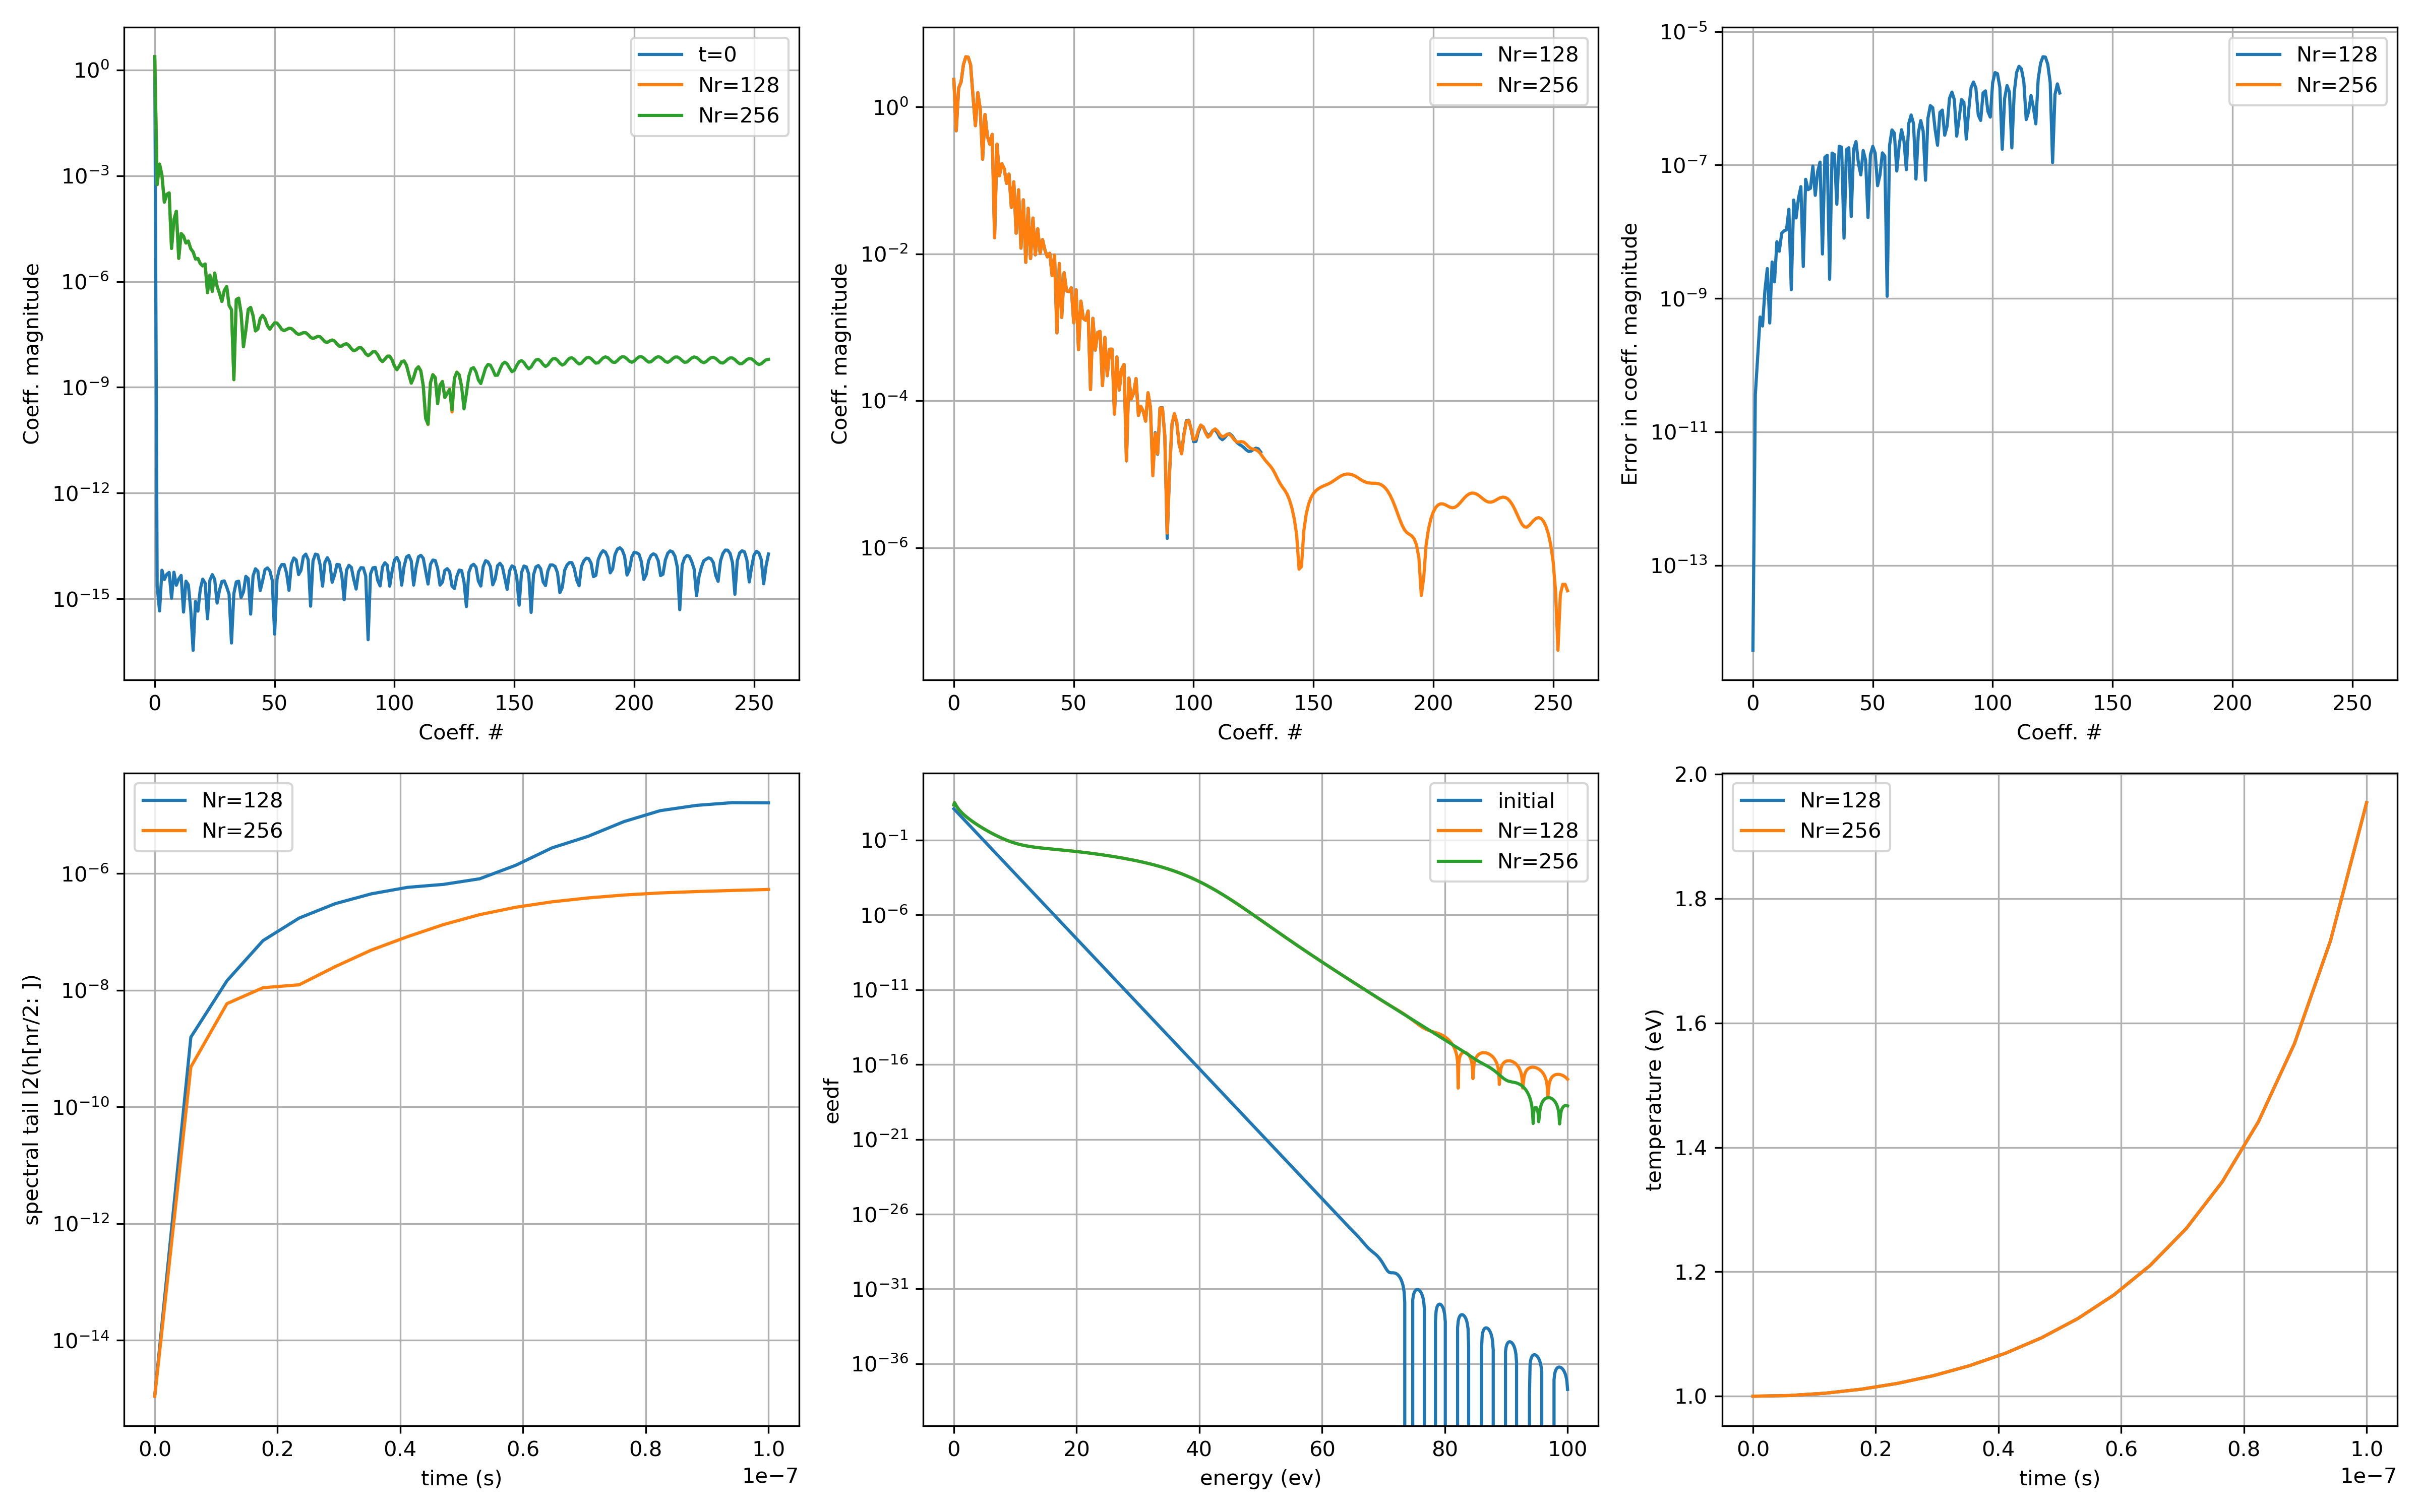 t=0
Nr=128
Nr=256
10⁰
10⁻³
10⁻⁶
10⁻⁹
10⁻¹²
10⁻¹⁵
Coeff. magnitude
0 50 100 150 200 250
Coeff. #
Nr=128
Nr=256
10⁰
10⁻²
10⁻⁴
10⁻⁶
Coeff. magnitude
0 50 100 150 200 250
Coeff. #
Nr=128
Nr=256
10⁻⁵
10⁻⁷
10⁻⁹
10⁻¹¹
10⁻¹³
Error in coeff. magnitude
0 50 100 150 200 250
Coeff. #
Nr=128
Nr=256
10⁻⁶
10⁻⁸
10⁻¹⁰
10⁻¹²
10⁻¹⁴
spectral tail l2(h[nr/2: ])
0.0 0.2 0.4 0.6 0.8 1.0
time (s)
1e−7
initial
Nr=128
Nr=256
10⁻¹
10⁻⁶
10⁻¹¹
10⁻¹⁶
10⁻²¹
10⁻²⁶
10⁻³¹
10⁻³⁶
eedf
0 20 40 60 80 100
energy (ev)
Nr=128
Nr=256
2.0
1.8
1.6
1.4
1.2
1.0
temperature (eV)
0.0 0.2 0.4 0.6 0.8 1.0
time (s)
1e−7